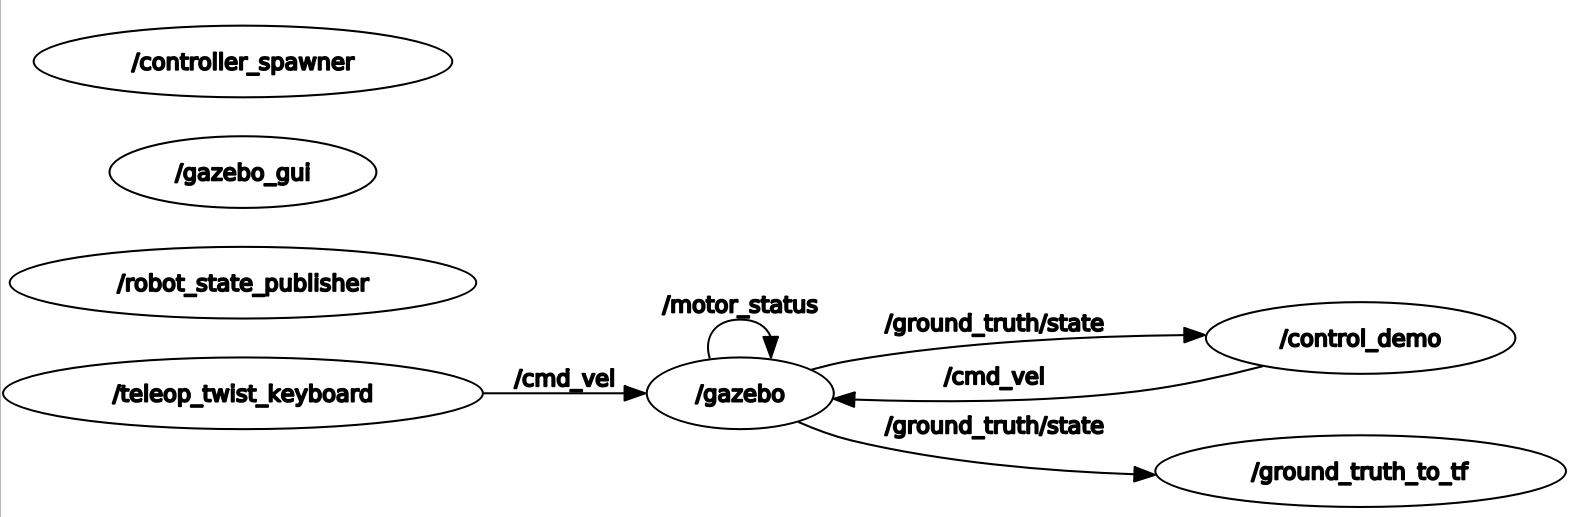 /controller_spawner
/gazebo_gui
/robot_state_publisher
/motor_status
/ground_truth/state
/control_demo
/cmd_vel
/cmd_vel
/teleop_twist_keyboard
/gazebo
/ground_truth/state
/ground_truth_to_tf